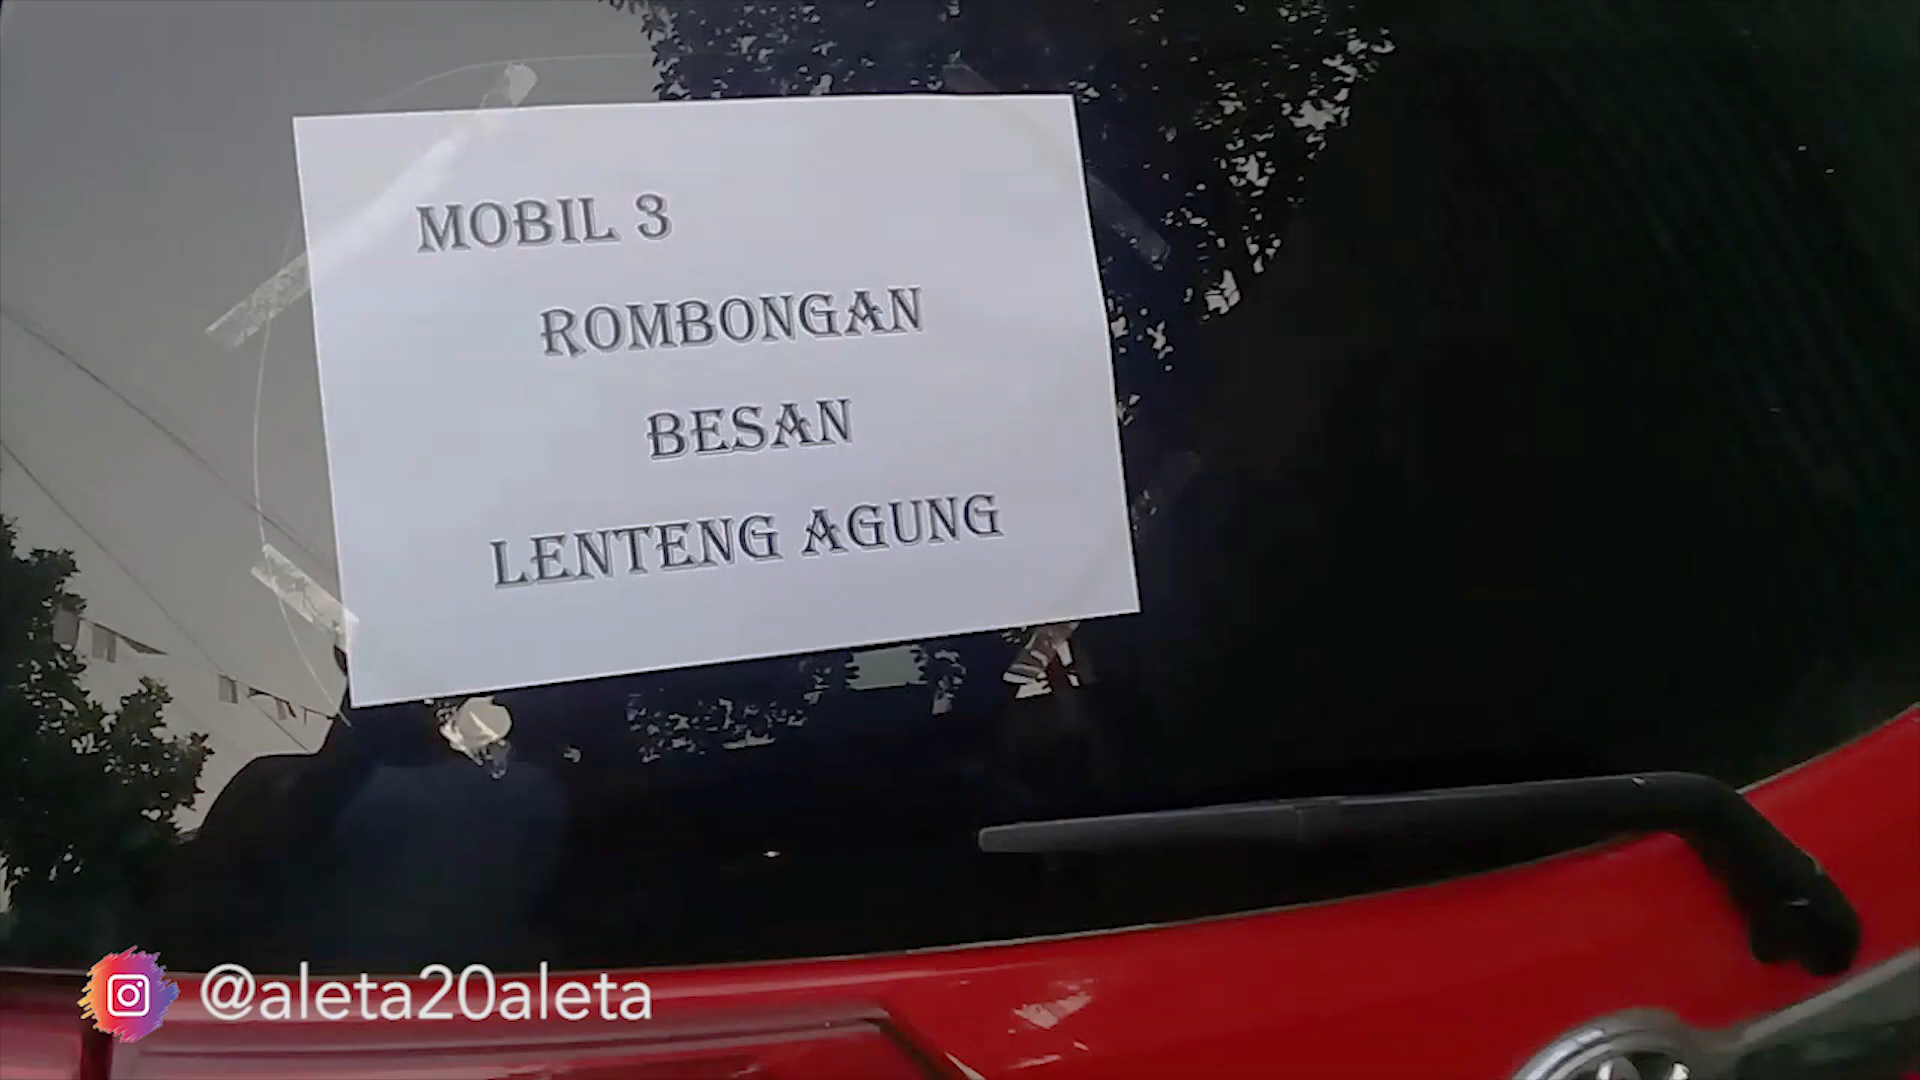 MOBIL 3
ROMBONGAN
BESAN
LENTENG AGUNG
@aleta20aleta